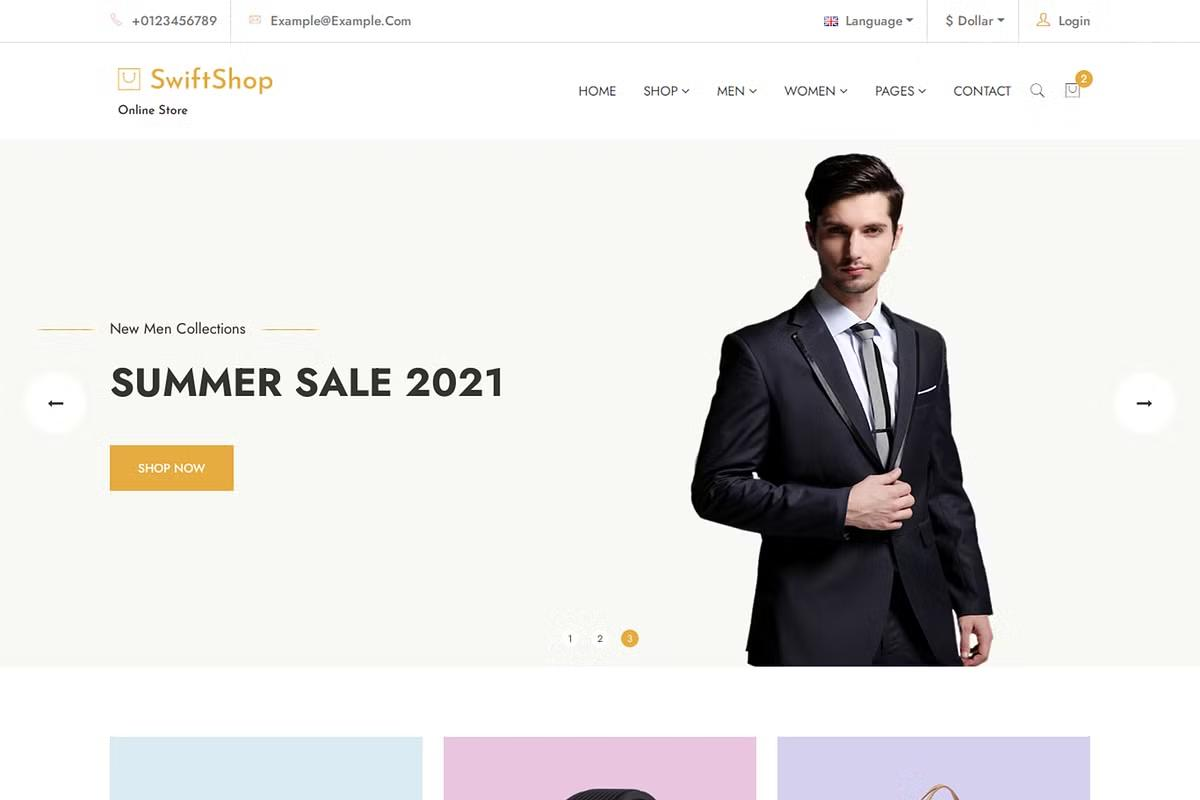 +0123456789 Example@Example.Com Language $ Dollar Login
SwiftShop
Online Store
HOME SHOP MEN WOMEN PAGES CONTACT 2
New Men Collections
SUMMER SALE 2021
SHOP NOW
1 2 3